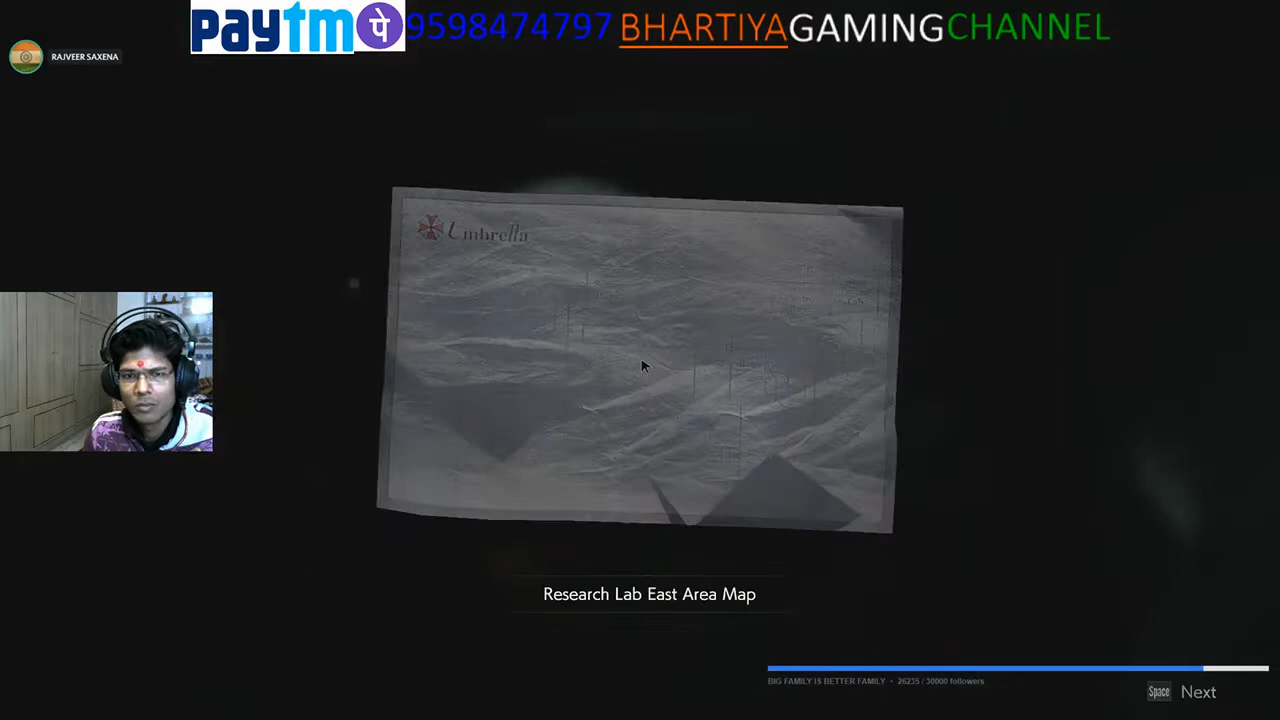 paytm पे 9598474797 BHARTIYAGAMINGCHANNEL
RAJVEER SAXENA
Umbrella
Research Lab East Area Map
BIG FAMILY IS BETTER FAMILY • 26235 / 30000 followers
Space Next